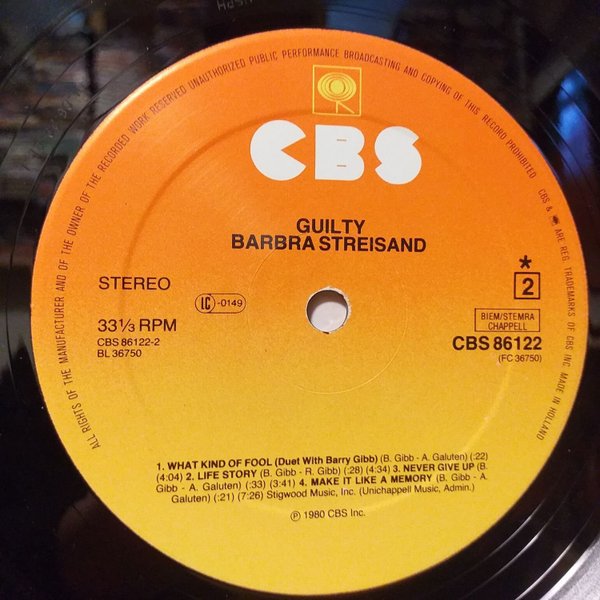 ALL RIGHTS OF THE MANUFACTURER AND OF THE OWNER OF THE RECORDED WORK RESERVED UNAUTHORIZED PUBLIC PERFORMANCE BROADCASTING AND COPYING OF THIS RECORD PROHIBITED CBS & ARE REG. TRADEMARKS OF CBS INC. MADE IN HOLLAND
CBS
GUILTY
BARBRA STREISAND
STEREO
LC-0149
*
2
33⅓ RPM
BIEM/STEMRA
CHAPPELL
CBS 86122-2
CBS 86122
BL 36750
(FC 36750)
1. WHAT KIND OF FOOL (Duet With Barry Gibb) (B. Gibb - A. Galuten) (:22)
(4:04) 2. LIFE STORY (B. Gibb - R. Gibb) (:28) (4:34) 3. NEVER GIVE UP (B.
Gibb - A. Galuten) (:33) (3:41) 4. MAKE IT LIKE A MEMORY (B. Gibb - A.
Galuten) (:21) (7:26) Stigwood Music, Inc. (Unichappell Music, Admin.)
℗ 1980 CBS Inc.